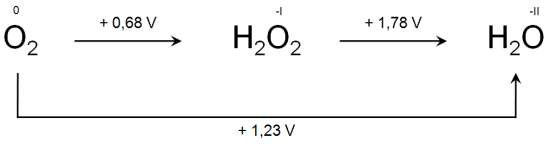 0 -I -II
O2 + 0,68 V H2O2 + 1,78 V H2O
+ 1,23 V